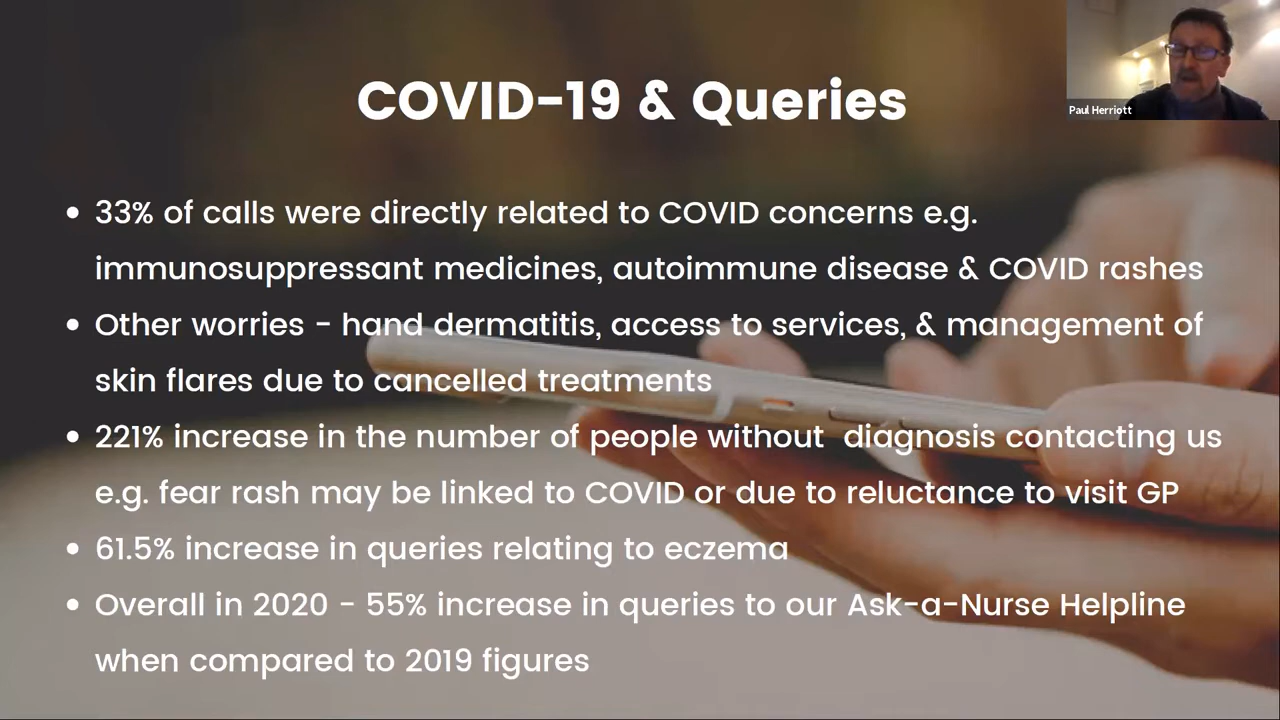 COVID-19 & Queries
Paul Herriott
• 33% of calls were directly related to COVID concerns e.g.
immunosuppressant medicines, autoimmune disease & COVID rashes
• Other worries - hand dermatitis, access to services, & management of
skin flares due to cancelled treatments
• 221% increase in the number of people without diagnosis contacting us
e.g. fear rash may be linked to COVID or due to reluctance to visit GP
• 61.5% increase in queries relating to eczema
• Overall in 2020 - 55% increase in queries to our Ask-a-Nurse Helpline
when compared to 2019 figures